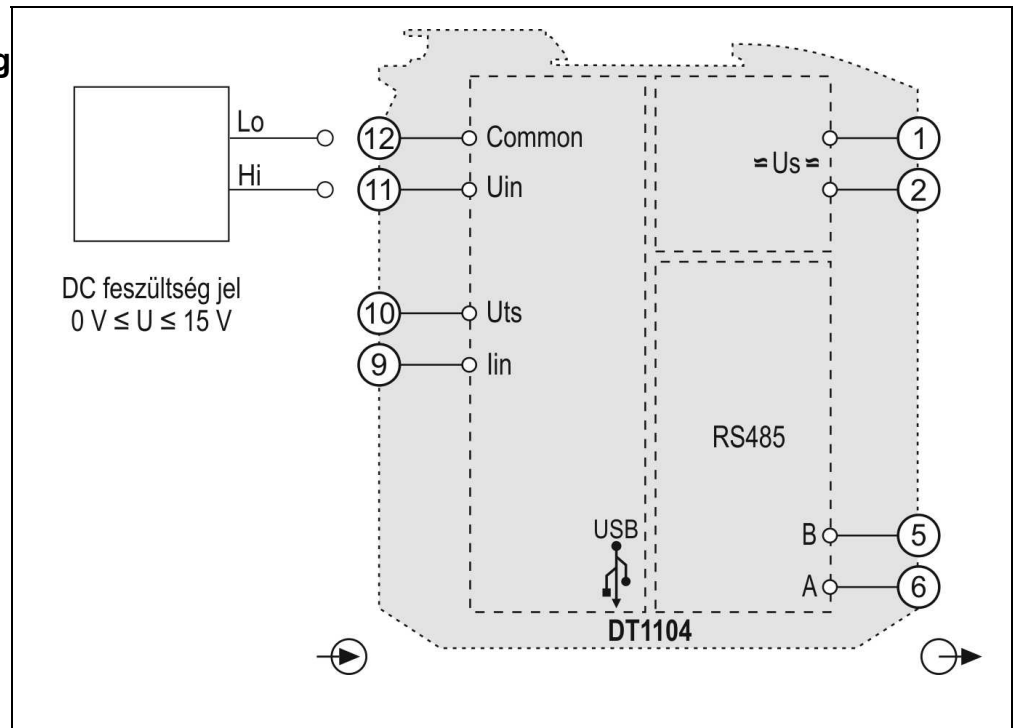 g
Lo
Hi
DC feszültség jel
0 V ≤ U ≤ 15 V
12 Common
11 Uin
10 Uts
9 Iin
Us 1
2
RS485
USB
B 5
A 6
DT1104